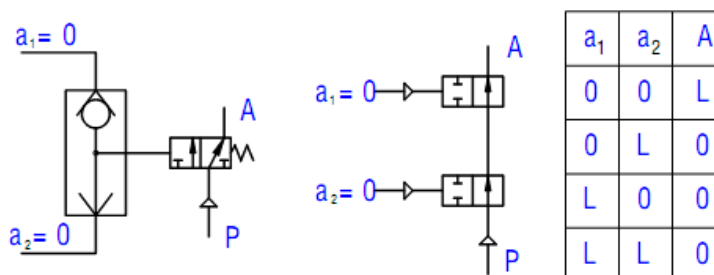 a₁= 0
A
P
a₂= 0
A
a₁= 0
a₂= 0
P
a₁ a₂ A
0 0 L
0 L 0
L 0 0
L L 0